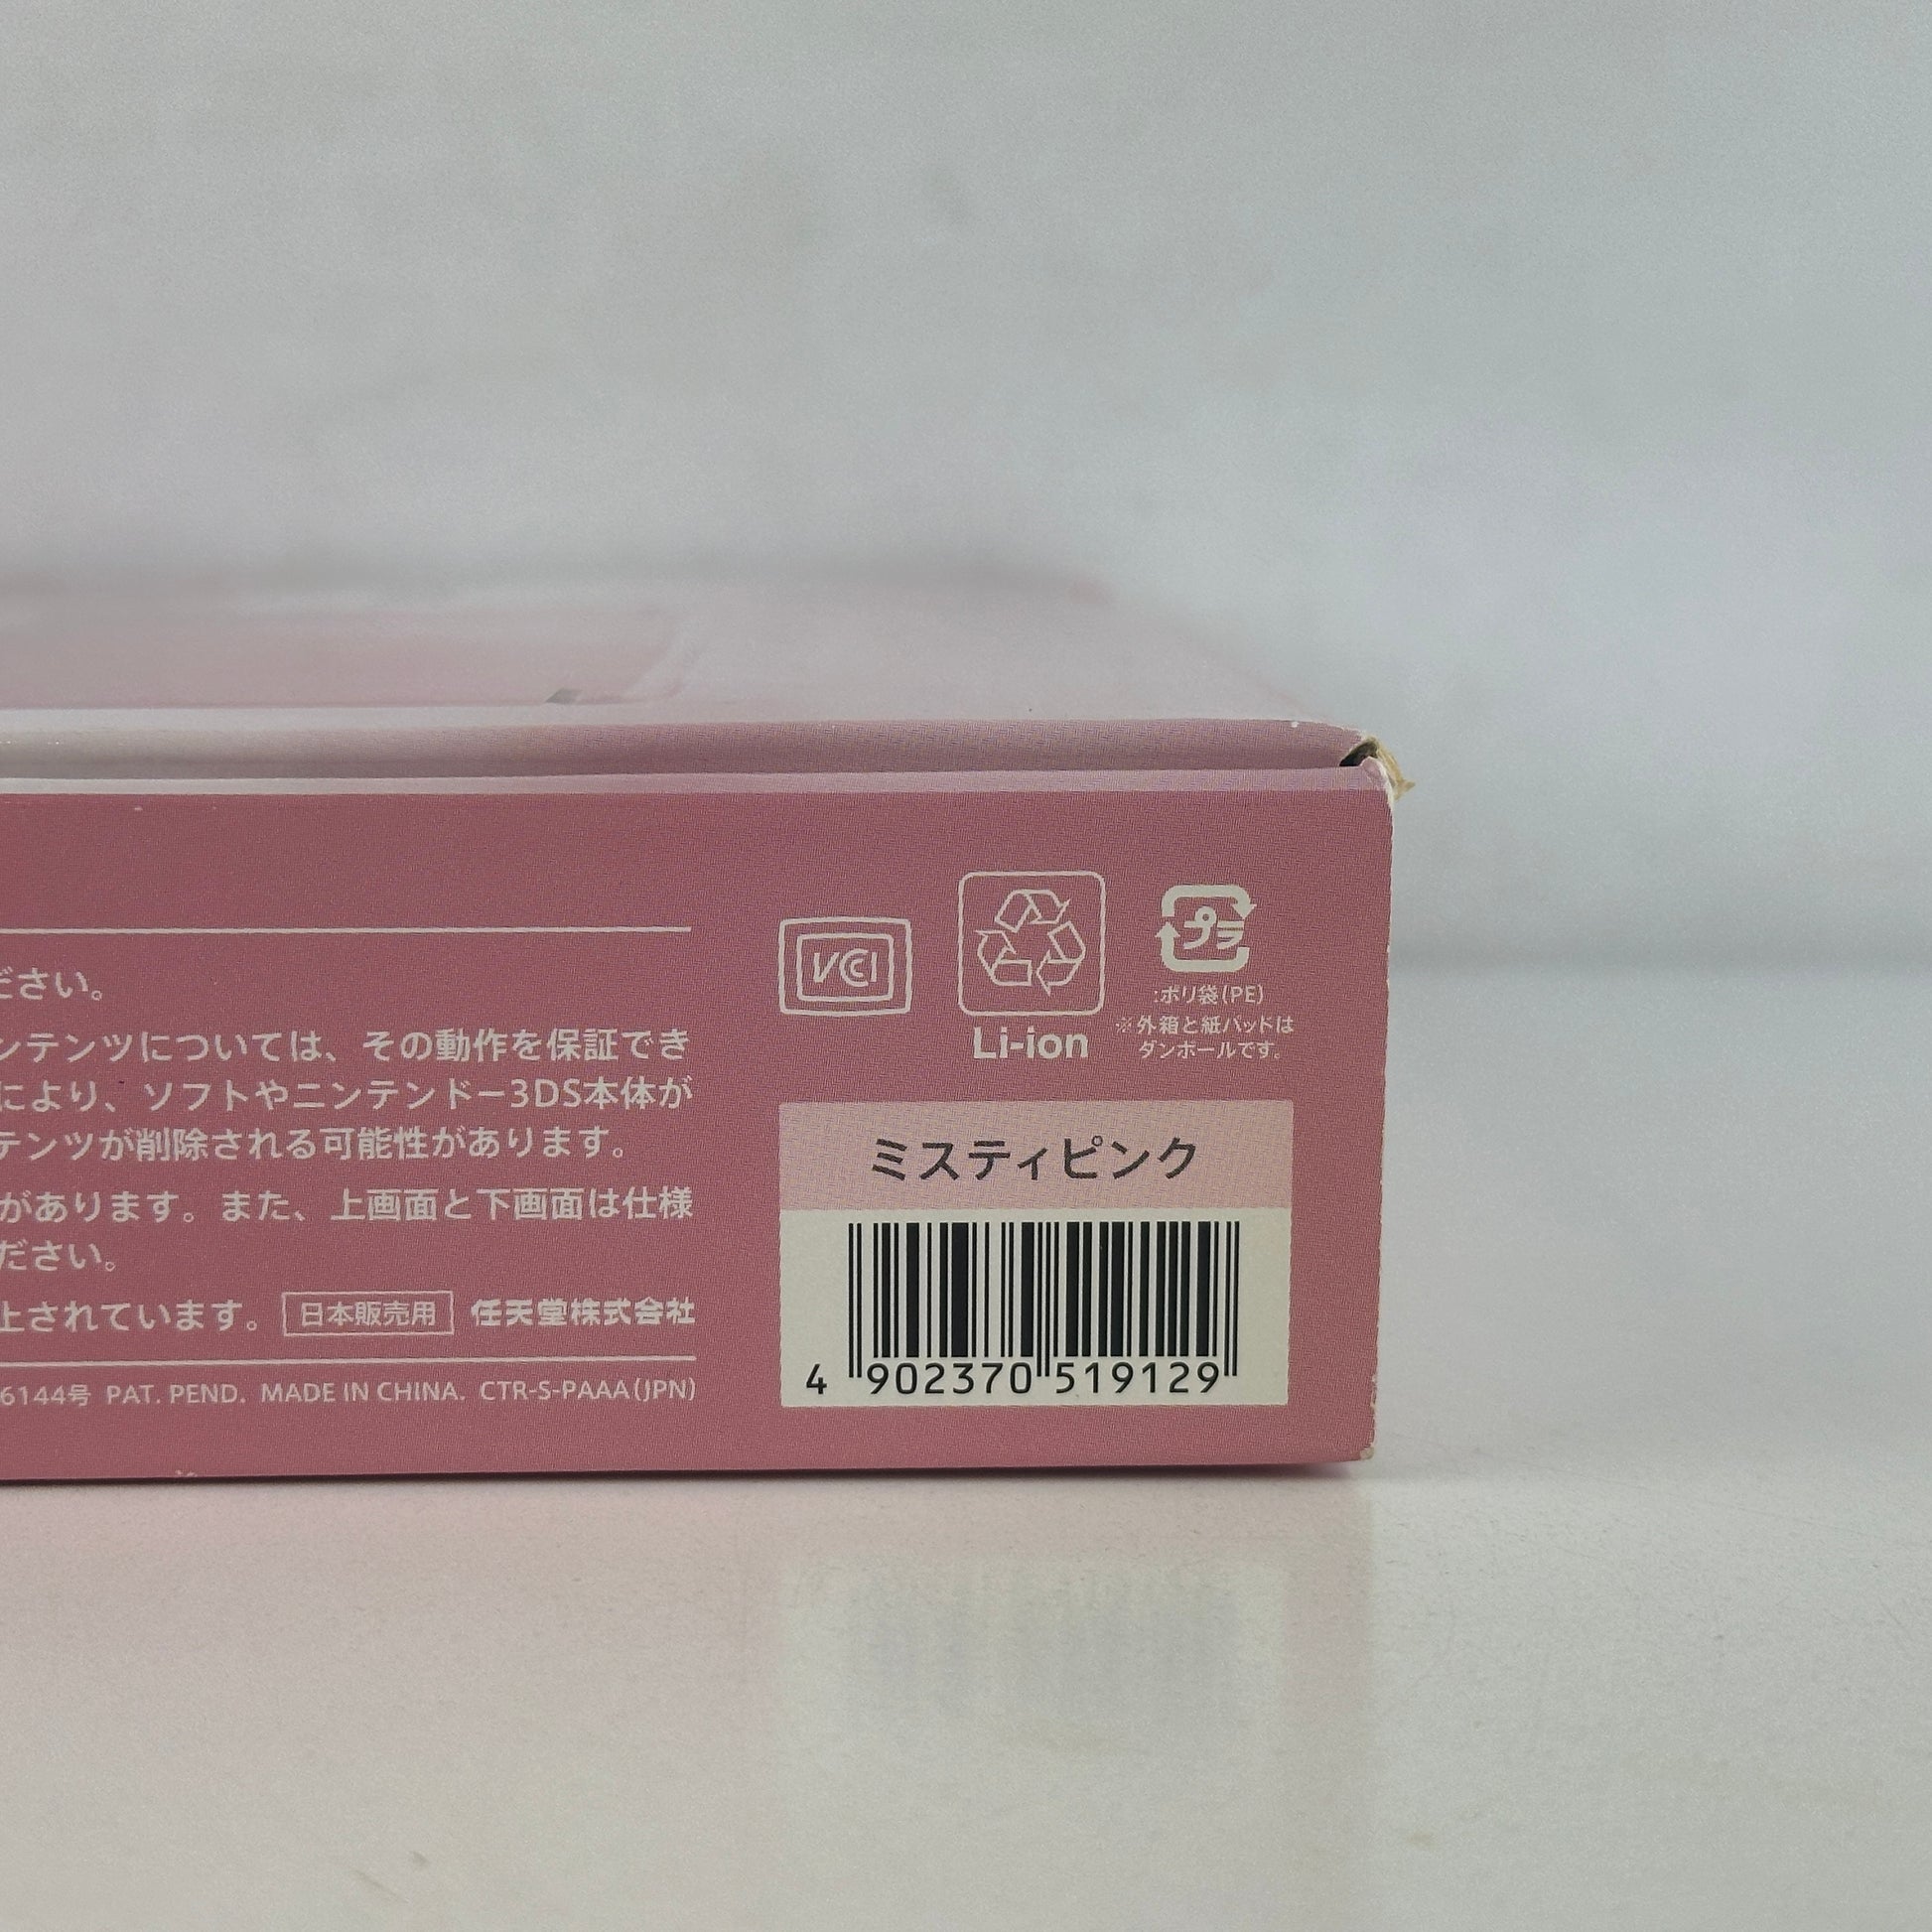 ださい。
ンテンツについては、その動作を保証でき
により、ソフトやニンテンドー3DS本体が
テンツが削除される可能性があります。
があります。また、上画面と下画面は仕様
ださい。
上されています。 日本販売用 任天堂株式会社
6144号 PAT. PEND. MADE IN CHINA. CTR-S-PAAA(JPN)
VCCI
Li-ion
プラ
:ポリ袋(PE)
※外箱と紙パッドは
ダンボールです。
ミスティピンク
4 902370 519129